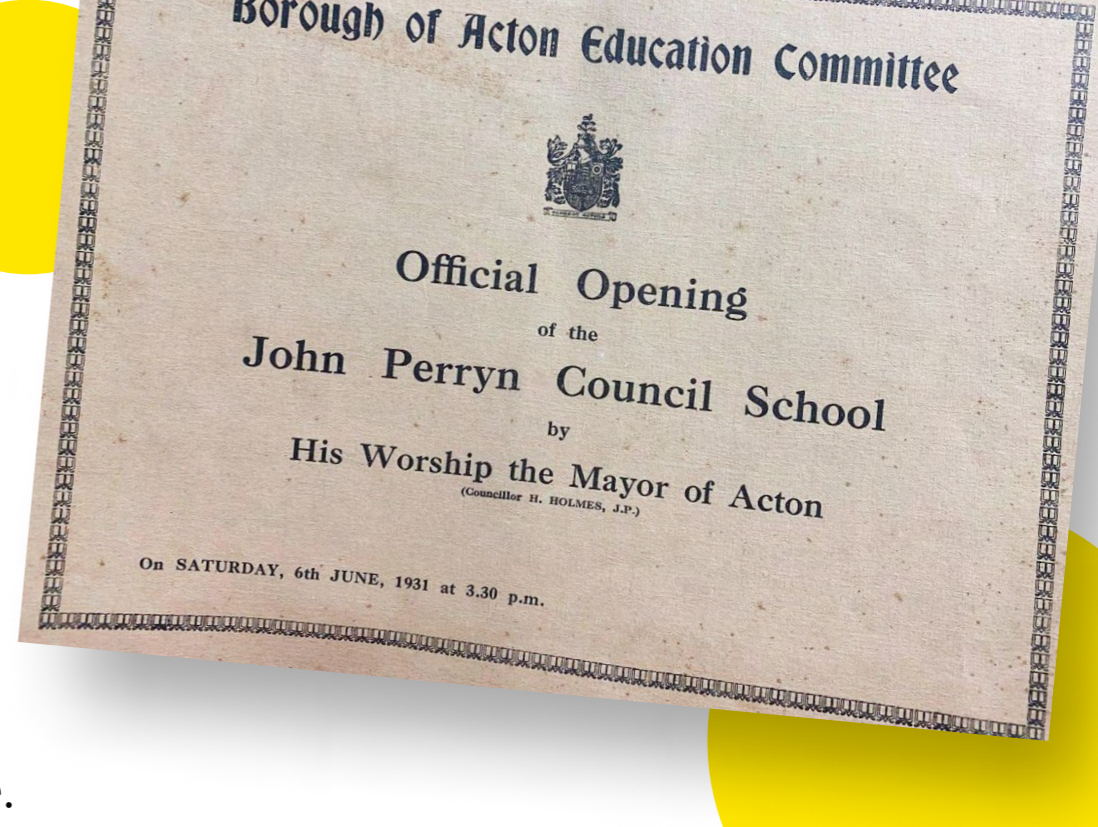 Borough of Acton Education Committee
Official Opening
of the
John Perryn Council School
by
His Worship the Mayor of Acton
(Councillor H. HOLMES, J.P.)
On SATURDAY, 6th JUNE, 1931 at 3.30 p.m.